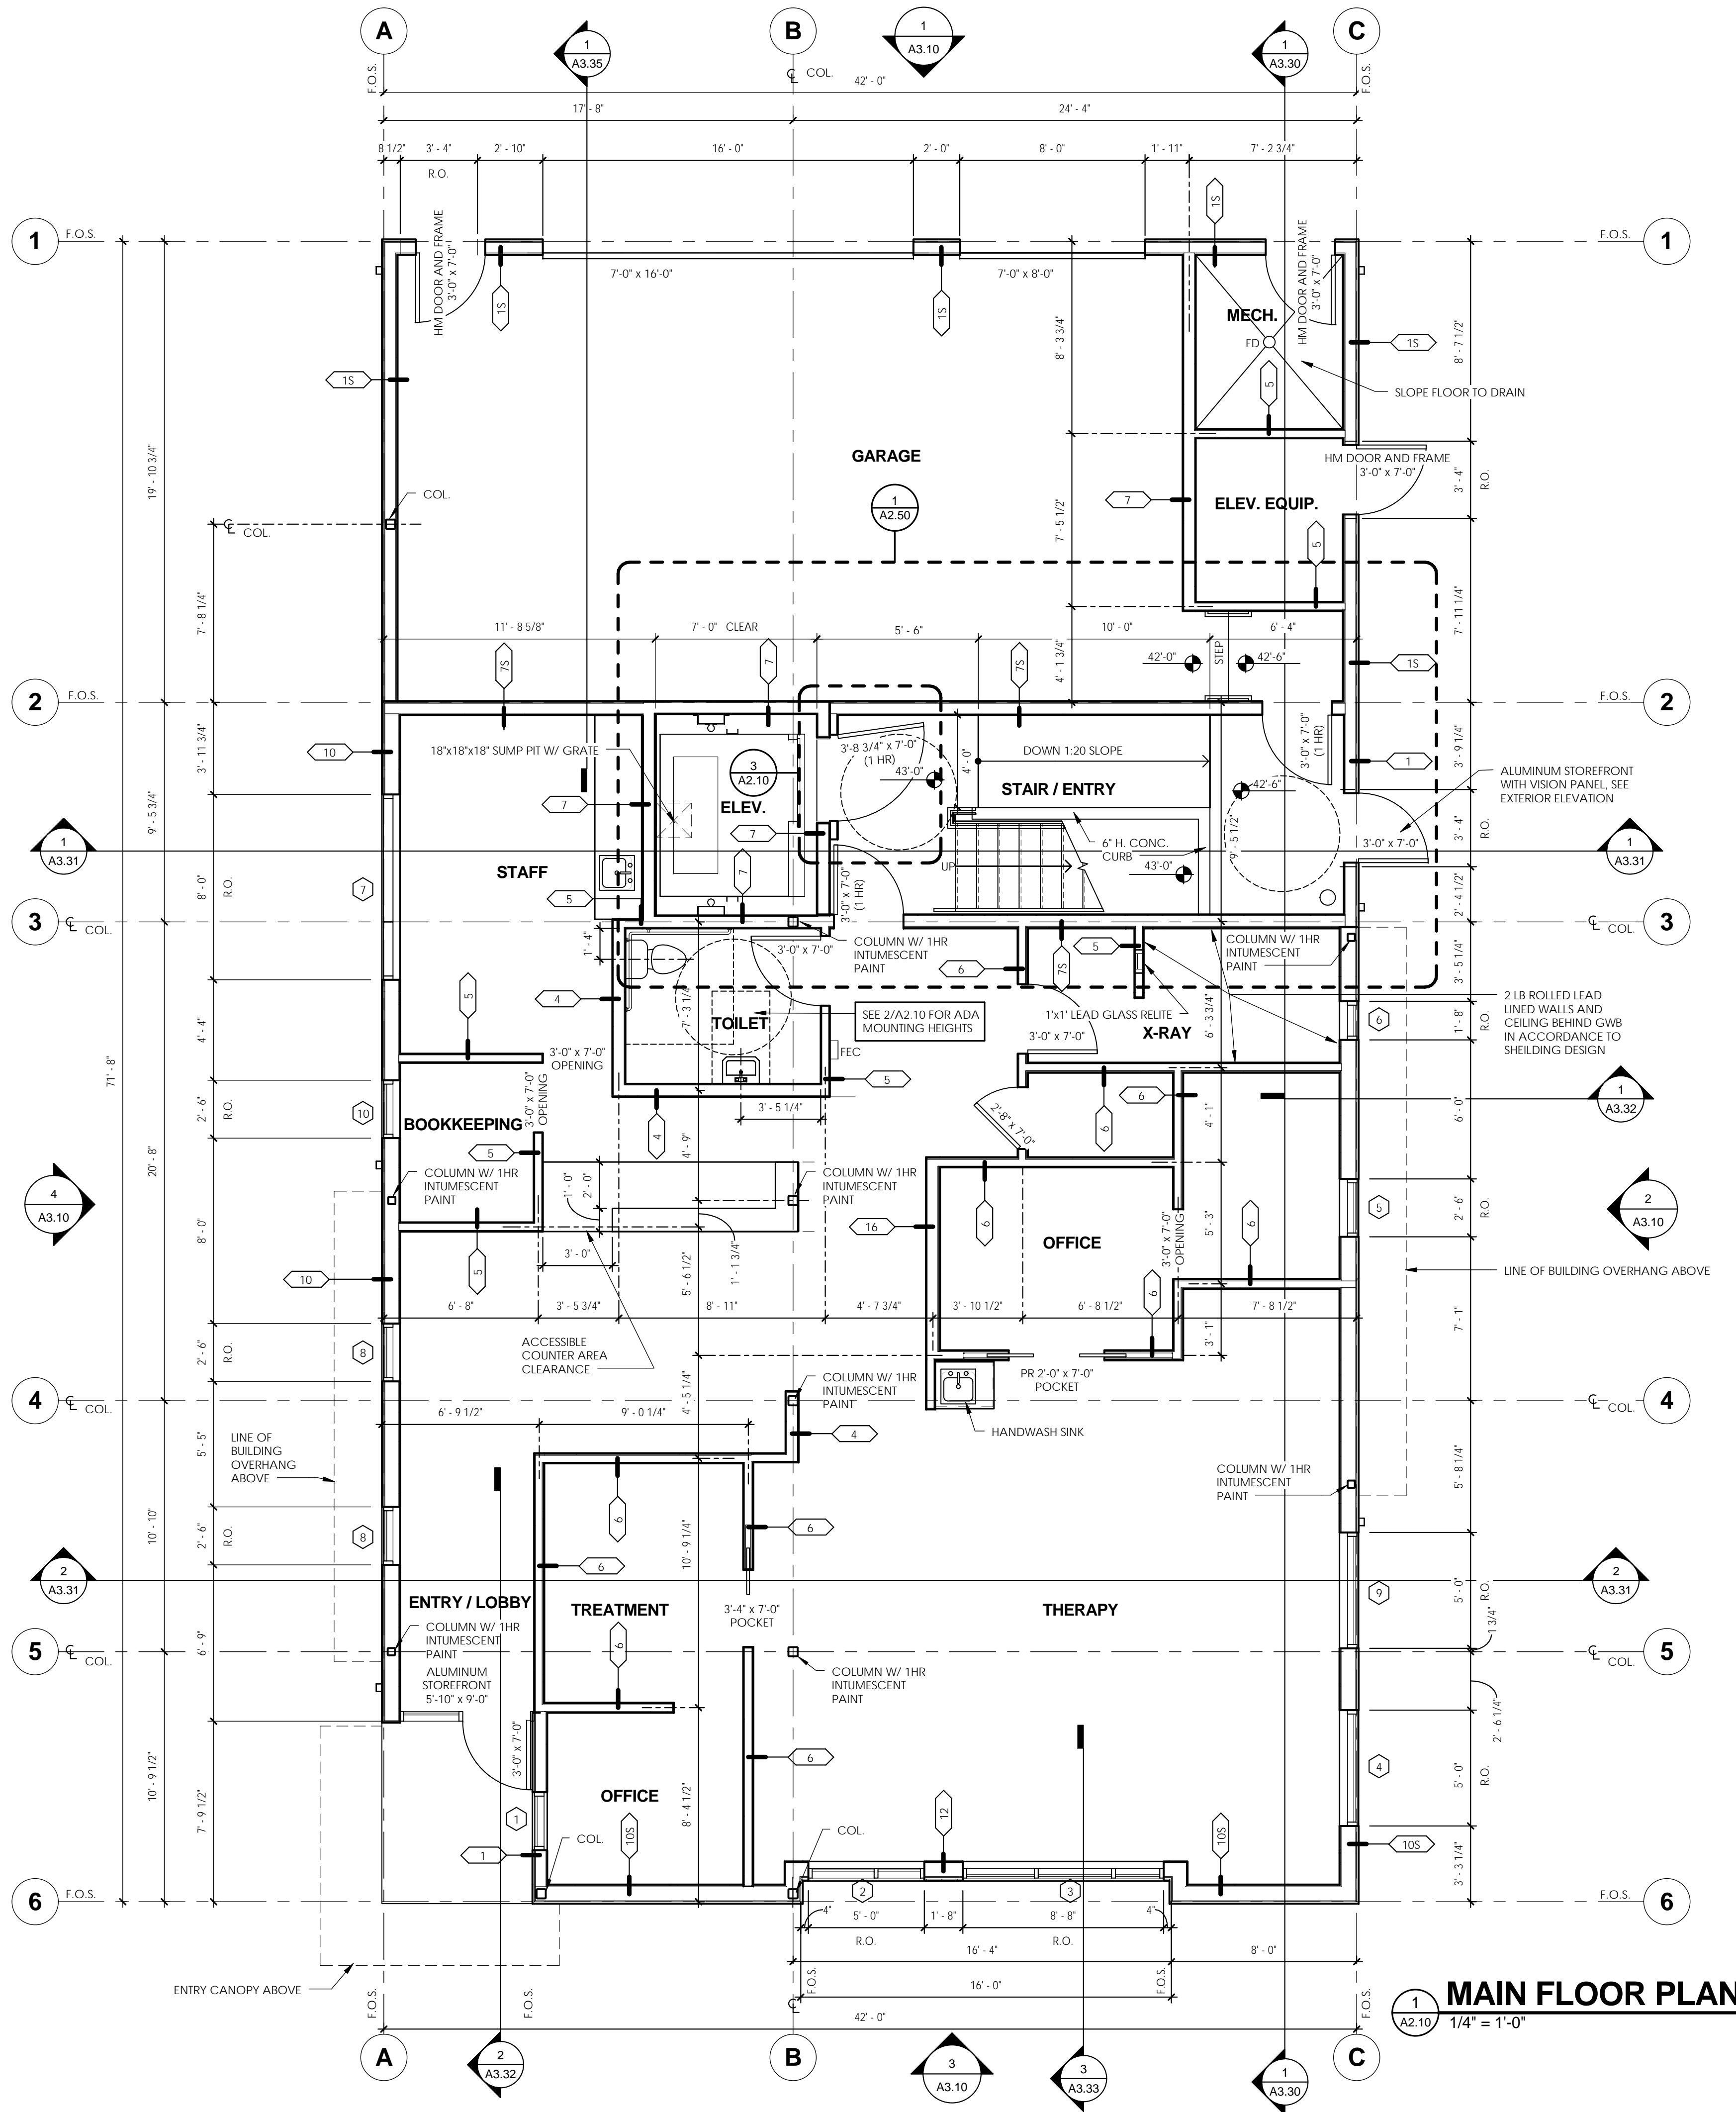 A
B
C
1
A3.35
1
A3.10
1
A3.30
F.O.S.
℄ COL.
F.O.S.
42' - 0"
17' - 8"
24' - 4"
8 1/2"
3' - 4"
R.O.
2' - 10"
16' - 0"
2' - 0"
8' - 0"
1' - 11"
7' - 2 3/4"
1
F.O.S.
F.O.S.
1
HM DOOR AND FRAME
3'-0" x 7'-0"
1S
7'-0" x 16'-0"
1S
7'-0" x 8'-0"
1S
HM DOOR AND FRAME
3'-0" x 7'-0"
MECH.
FD
1S
8' - 7 1/2"
8' - 3 3/4"
1S
5
SLOPE FLOOR TO DRAIN
GARAGE
HM DOOR AND FRAME
3'-0" x 7'-0"
3' - 4"
R.O.
19' - 10 3/4"
COL.
℄ COL.
1
A2.50
7
ELEV. EQUIP.
7' - 5 1/2"
5
7' - 8 1/4"
7' - 11 1/4"
11' - 8 5/8"
7' - 0" CLEAR
5' - 6"
10' - 0"
6' - 4"
4' - 1 3/4"
7S
7
7S
42'-0"
STEP
42'-6"
1S
2
F.O.S.
F.O.S.
2
10
3' - 11 3/4"
18"x18"x18" SUMP PIT W/ GRATE
3
A2.10
3'-8 3/4" x 7'-0"
(1 HR)
43'-0"
4' - 0"
DOWN 1:20 SLOPE
3'-0" x 7'-0"
(1 HR)
1
3' - 9 1/4"
ALUMINUM STOREFRONT
WITH VISION PANEL, SEE
EXTERIOR ELEVATION
7
ELEV.
STAIR / ENTRY
42'-6"
9' - 5 3/4"
7
1
A3.31
6" H. CONC.
CURB
9' - 5 1/2"
3'-0" x 7'-0"
3' - 4"
R.O.
1
A3.31
STAFF
7
UP
43'-0"
7
8' - 0"
R.O.
5
3'-0" x 7'-0"
(1 HR)
2' - 4 1/2"
3
℄ COL.
℄ COL.
3
1' - 4"
3'-0" x 7'-0"
COLUMN W/ 1HR
INTUMESCENT
PAINT
6
7S
5
COLUMN W/ 1HR
INTUMESCENT
PAINT
3' - 5 1/4"
4
5
7' - 3 1/4"
TOILET
SEE 2/A2.10 FOR ADA
MOUNTING HEIGHTS
1'x1' LEAD GLASS RELITE
X-RAY
6' - 3 3/4"
6
1' - 8"
R.O.
2 LB ROLLED LEAD
LINED WALLS AND
CEILING BEHIND GWB
IN ACCORDANCE TO
SHEILDING DESIGN
4' - 4"
3'-0" x 7'-0"
OPENING
FEC
3'-0" x 7'-0"
71' - 8"
5
10
2' - 6"
R.O.
BOOKKEEPING
3'-0" x 7'-0"
OPENING
3' - 5 1/4"
2'-8" x 7'-0"
6
6
4' - 1"
6' - 0"
1
A3.32
4
4' - 9"
5
20' - 8"
4
A3.10
COLUMN W/ 1HR
INTUMESCENT
PAINT
1' - 0"
2' - 0"
COLUMN W/ 1HR
INTUMESCENT
PAINT
5
2' - 6"
R.O.
2
A3.10
8' - 0"
5
3' - 0"
1' - 1 3/4"
16
6
OFFICE
3'-0" x 7'-0"
OPENING
5' - 3"
6
10
5' - 6 1/2"
6
LINE OF BUILDING OVERHANG ABOVE
6' - 8"
3' - 5 3/4"
8' - 11"
4' - 7 3/4"
3' - 10 1/2"
6' - 8 1/2"
7' - 8 1/2"
7' - 1"
8
2' - 6"
R.O.
ACCESSIBLE
COUNTER AREA
CLEARANCE
3' - 1"
PR 2'-0" x 7'-0"
POCKET
4
℄ COL.
COLUMN W/ 1HR
INTUMESCENT
PAINT
℄ COL.
4
6' - 9 1/2"
9' - 0 1/4"
4' - 5 1/4"
4
HANDWASH SINK
LINE OF
BUILDING
OVERHANG
ABOVE
5' - 5"
COLUMN W/ 1HR
INTUMESCENT
PAINT
5' - 8 1/4"
6
6
8
2' - 6"
R.O.
10' - 10"
10' - 9 1/4"
6
2
A3.31
2
A3.31
9
5' - 0"
R.O.
ENTRY / LOBBY
TREATMENT
3'-4" x 7'-0"
POCKET
THERAPY
1 3/4"
COLUMN W/ 1HR
INTUMESCENT
PAINT
6
6' - 9"
5
℄ COL.
℄ COL.
5
ALUMINUM
STOREFRONT
5'-10" x 9'-0"
COLUMN W/ 1HR
INTUMESCENT
PAINT
2' - 6 1/4"
3'-0" x 7'-0"
6
10' - 9 1/2"
7' - 9 1/2"
OFFICE
8' - 4 1/2"
4
5' - 0"
R.O.
1
COL.
10S
COL.
12
10S
10S
1
3' - 3 1/4"
6
F.O.S.
2
3
F.O.S.
6
4"
5' - 0"
R.O.
1' - 8"
8' - 8"
R.O.
4"
16' - 4"
8' - 0"
ENTRY CANOPY ABOVE
F.O.S.
F.O.S.
℄
F.O.S.
16' - 0"
F.O.S.
F.O.S.
42' - 0"
1
A2.10
MAIN FLOOR PLAN
1/4" = 1'-0"
A
2
A3.32
B
3
A3.10
3
A3.33
1
A3.30
C